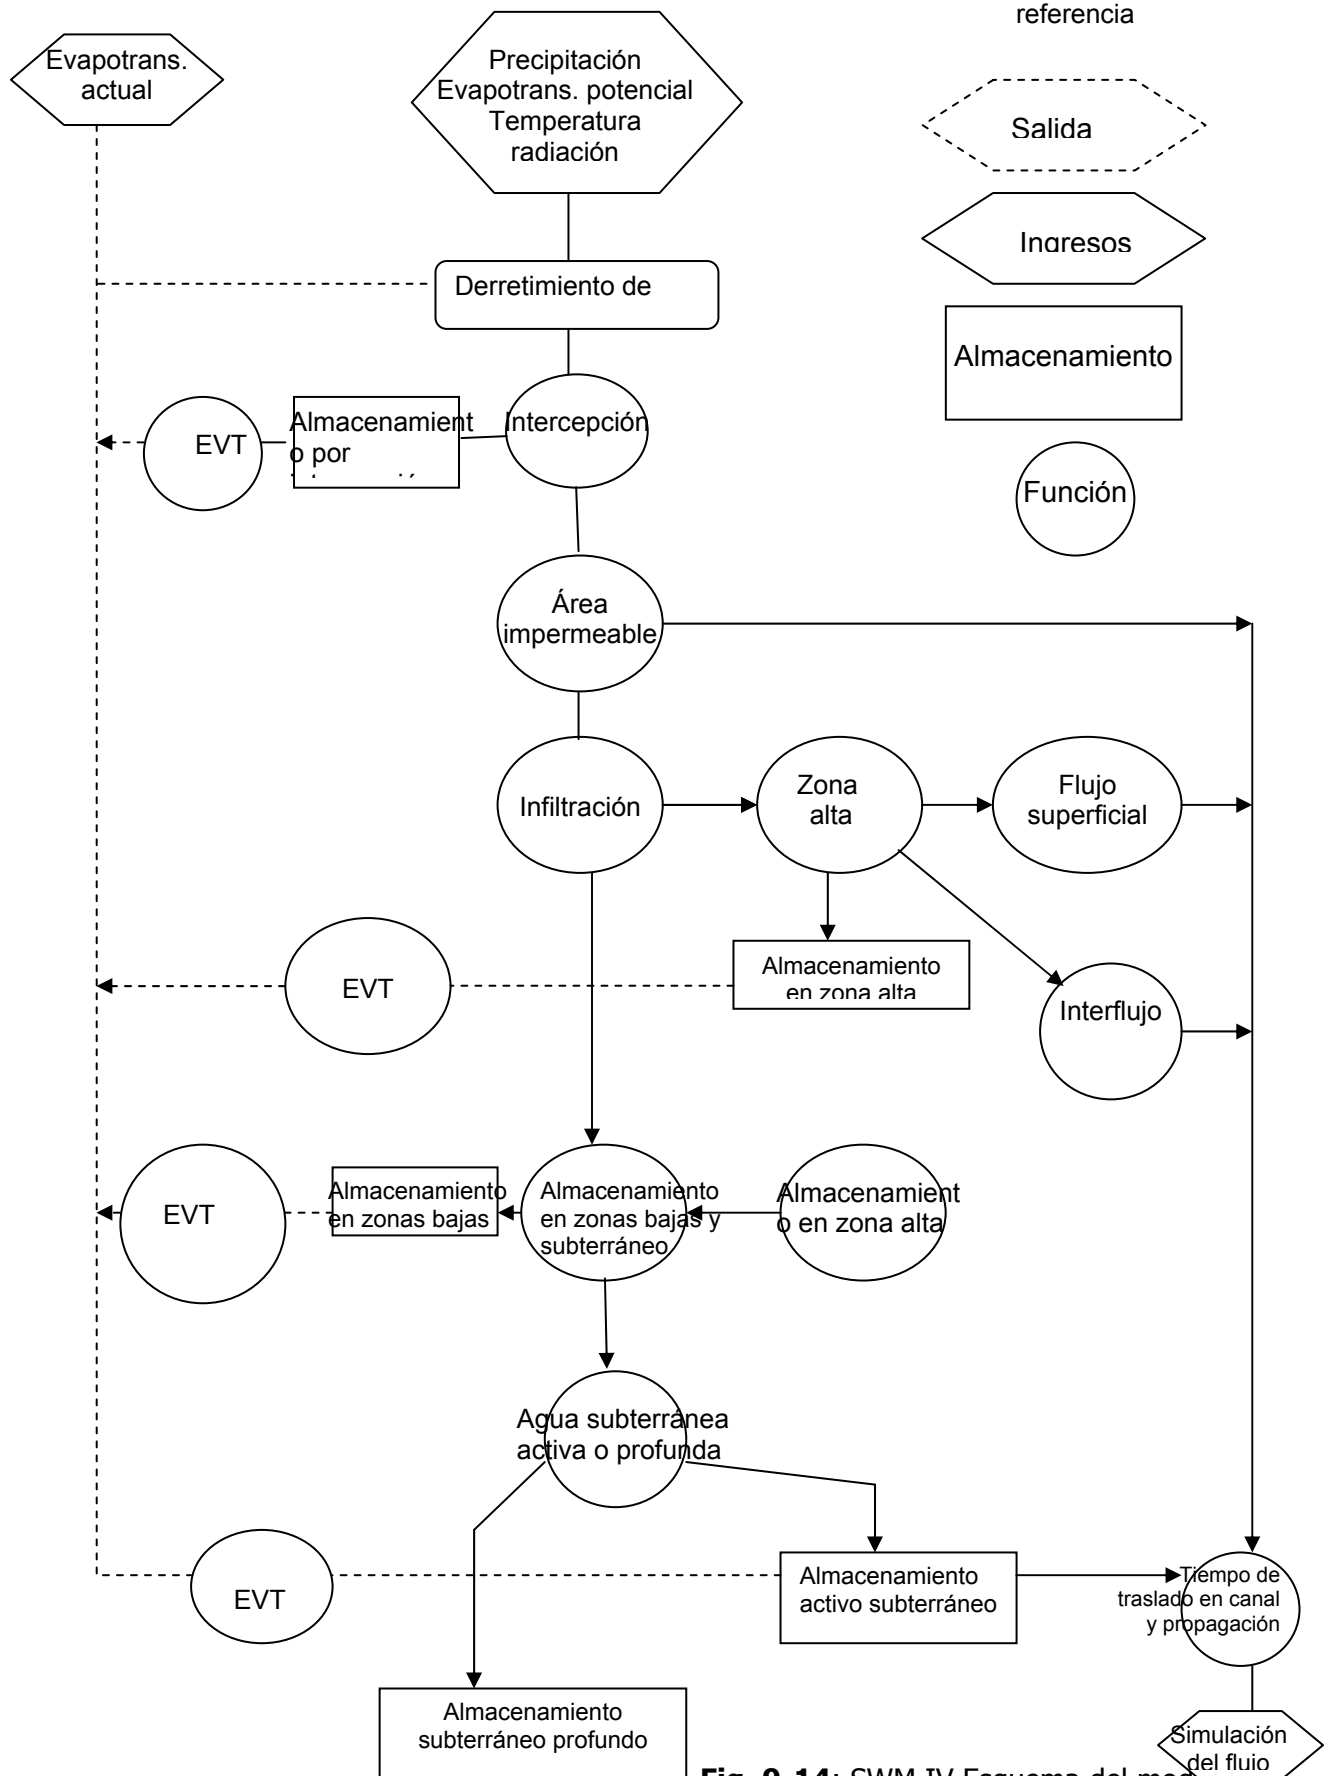 referencia
Evapotrans.
actual
Precipitación
Evapotrans. potencial
Temperatura
radiación
Salida
Ingresos
Derretimiento de
Almacenamiento
EVT
Almacenamient
o por
Intercepción
Función
Área
impermeable
Infiltración
Zona
alta
Flujo
superficial
EVT
Almacenamiento
en zona alta
Interflujo
EVT
Almacenamiento
en zonas bajas
Almacenamiento
en zonas bajas y
subterráneo
Almacenamient
o en zona alta
Agua subterránea
activa o profunda
EVT
Almacenamiento
activo subterráneo
Tiempo de
traslado en canal
y propagación
Almacenamiento
subterráneo profundo
Simulación
del flujo
Fig. 9-14: SWM IV Esquema del